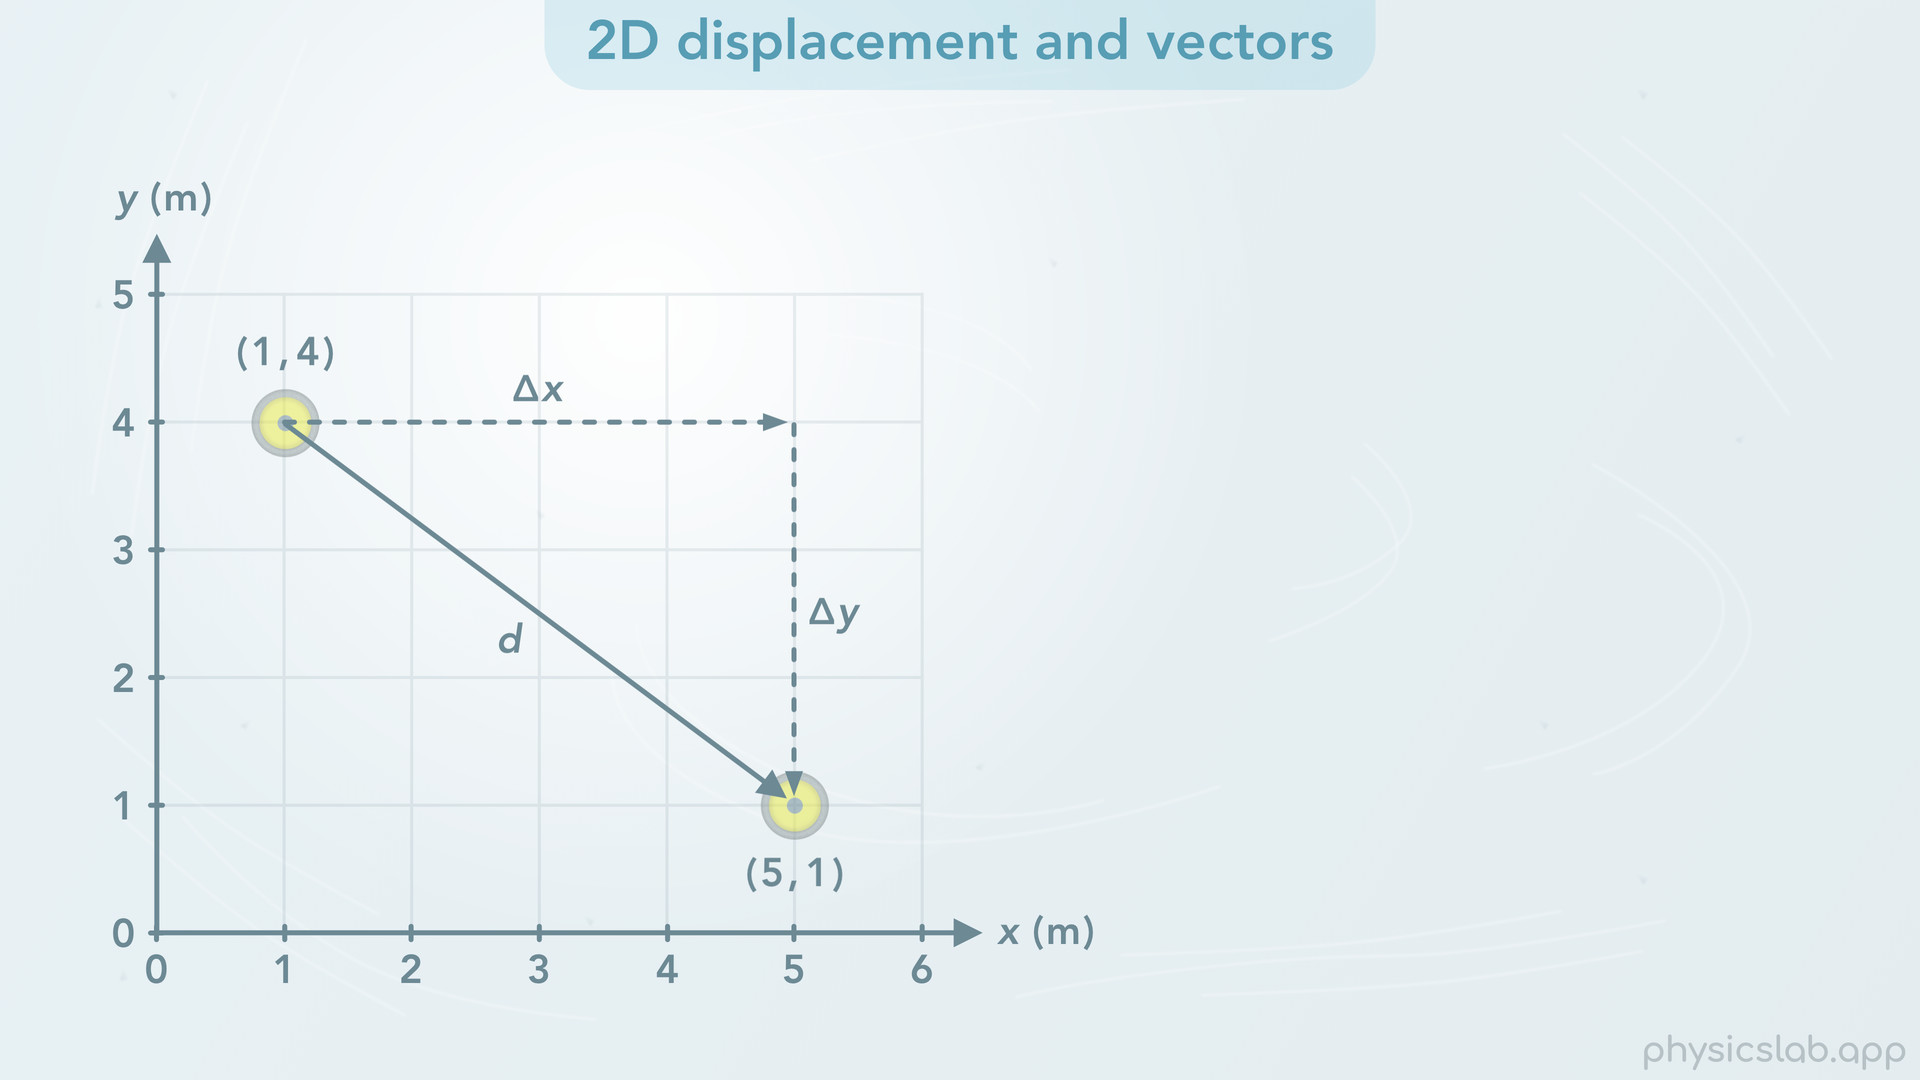 2D displacement and vectors
y (m)
5
(1,4)
Δx
4
3
Δy
d
2
1
(5,1)
0
x (m)
0 1 2 3 4 5 6
physicslab.app